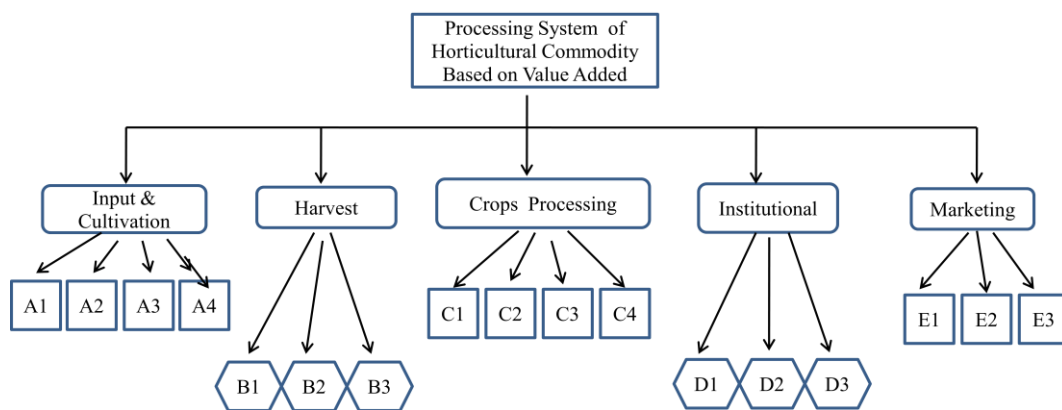 Processing System of
Horticultural Commodity
Based on Value Added
Input &
Cultivation
Harvest
Crops Processing
Institutional
Marketing
A1
A2
A3
A4
B1
B2
B3
C1
C2
C3
C4
D1
D2
D3
E1
E2
E3